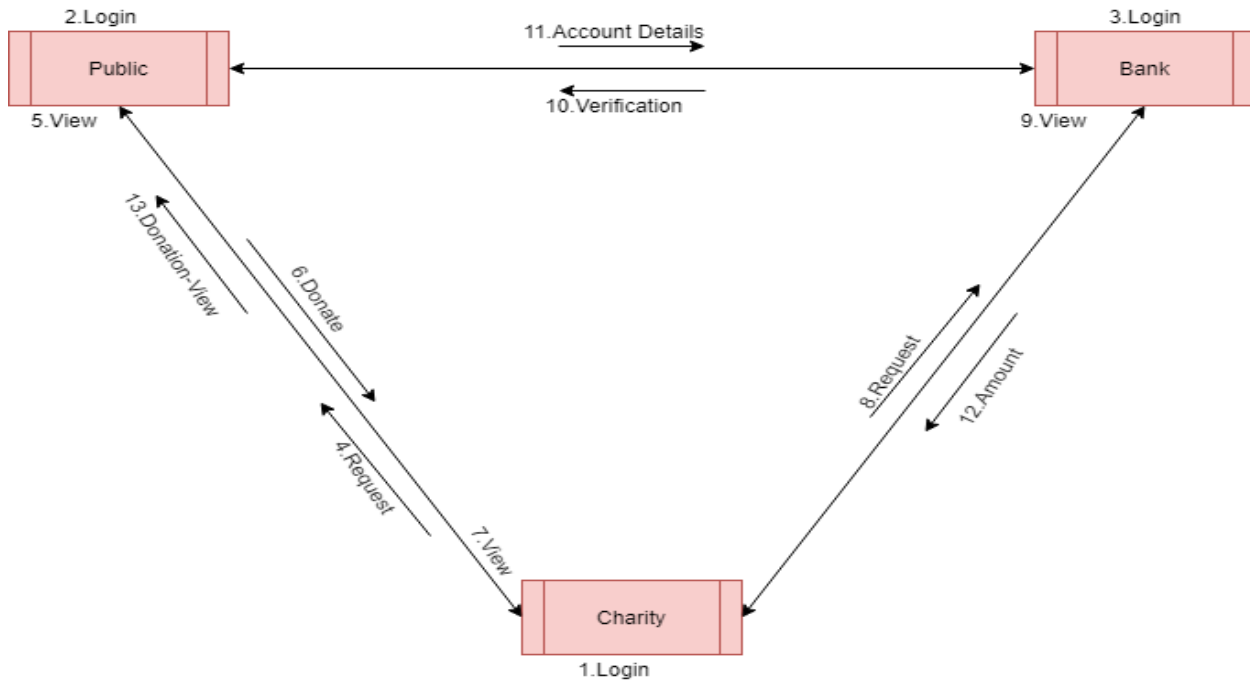 2.Login
3.Login
11.Account Details
Public
Bank
10.Verification
5.View
9.View
13.Donation-View
6.Donate
8.Request
12.Amount
4.Request
7.View
Charity
1.Login